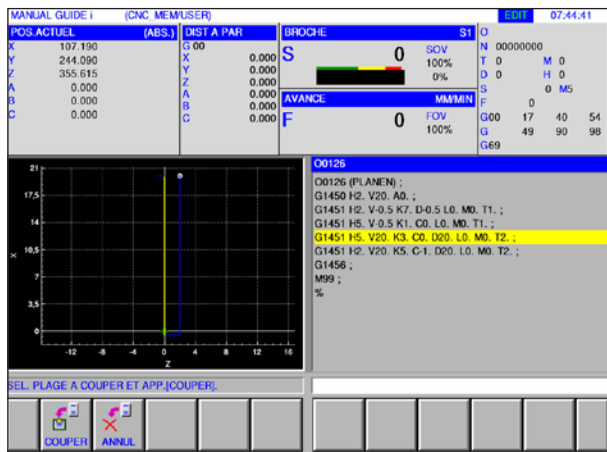 MANUAL GUIDE i (CNC_MEM/USER) EDIT 07:44:41
POS.ACTUEL (ABS.)
X 107.190
Y 244.090
Z 355.615
A 0.000
B 0.000
C 0.000
DIST A PAR
G 00
X 0.000
Y 0.000
Z 0.000
A 0.000
B 0.000
C 0.000
BROCHE S1
S 0 SOV
100%
0%
AVANCE MM/MIN
F 0 FOV
100%
O
N 00000000
T 0 M 0
D 0 H 0
S 0 M5
F 0
G00 17 40 54
G 49 90 98
G69
21
17,5
14
10,5
X
7
3,5
0
-12 -8 -4 0 4 8 12 16
Z
O0126
O0126 (PLANEN) ;
G1450 H2. V20. A0. ;
G1451 H2. V-0.5 K7. D-0.5 L0. M0. T1. ;
G1451 H5. V-0.5 K1. C0. L0. M0. T1. ;
G1451 H5. V20. K3. C0. D20. L0. M0. T2. ;
G1451 H2. V20. K5. C-1. D20. L0. M0. T2. ;
G1456 ;
M99 ;
%
SEL. PLAGE A COUPER ET APP.[COUPER].
COUPER ANNUL